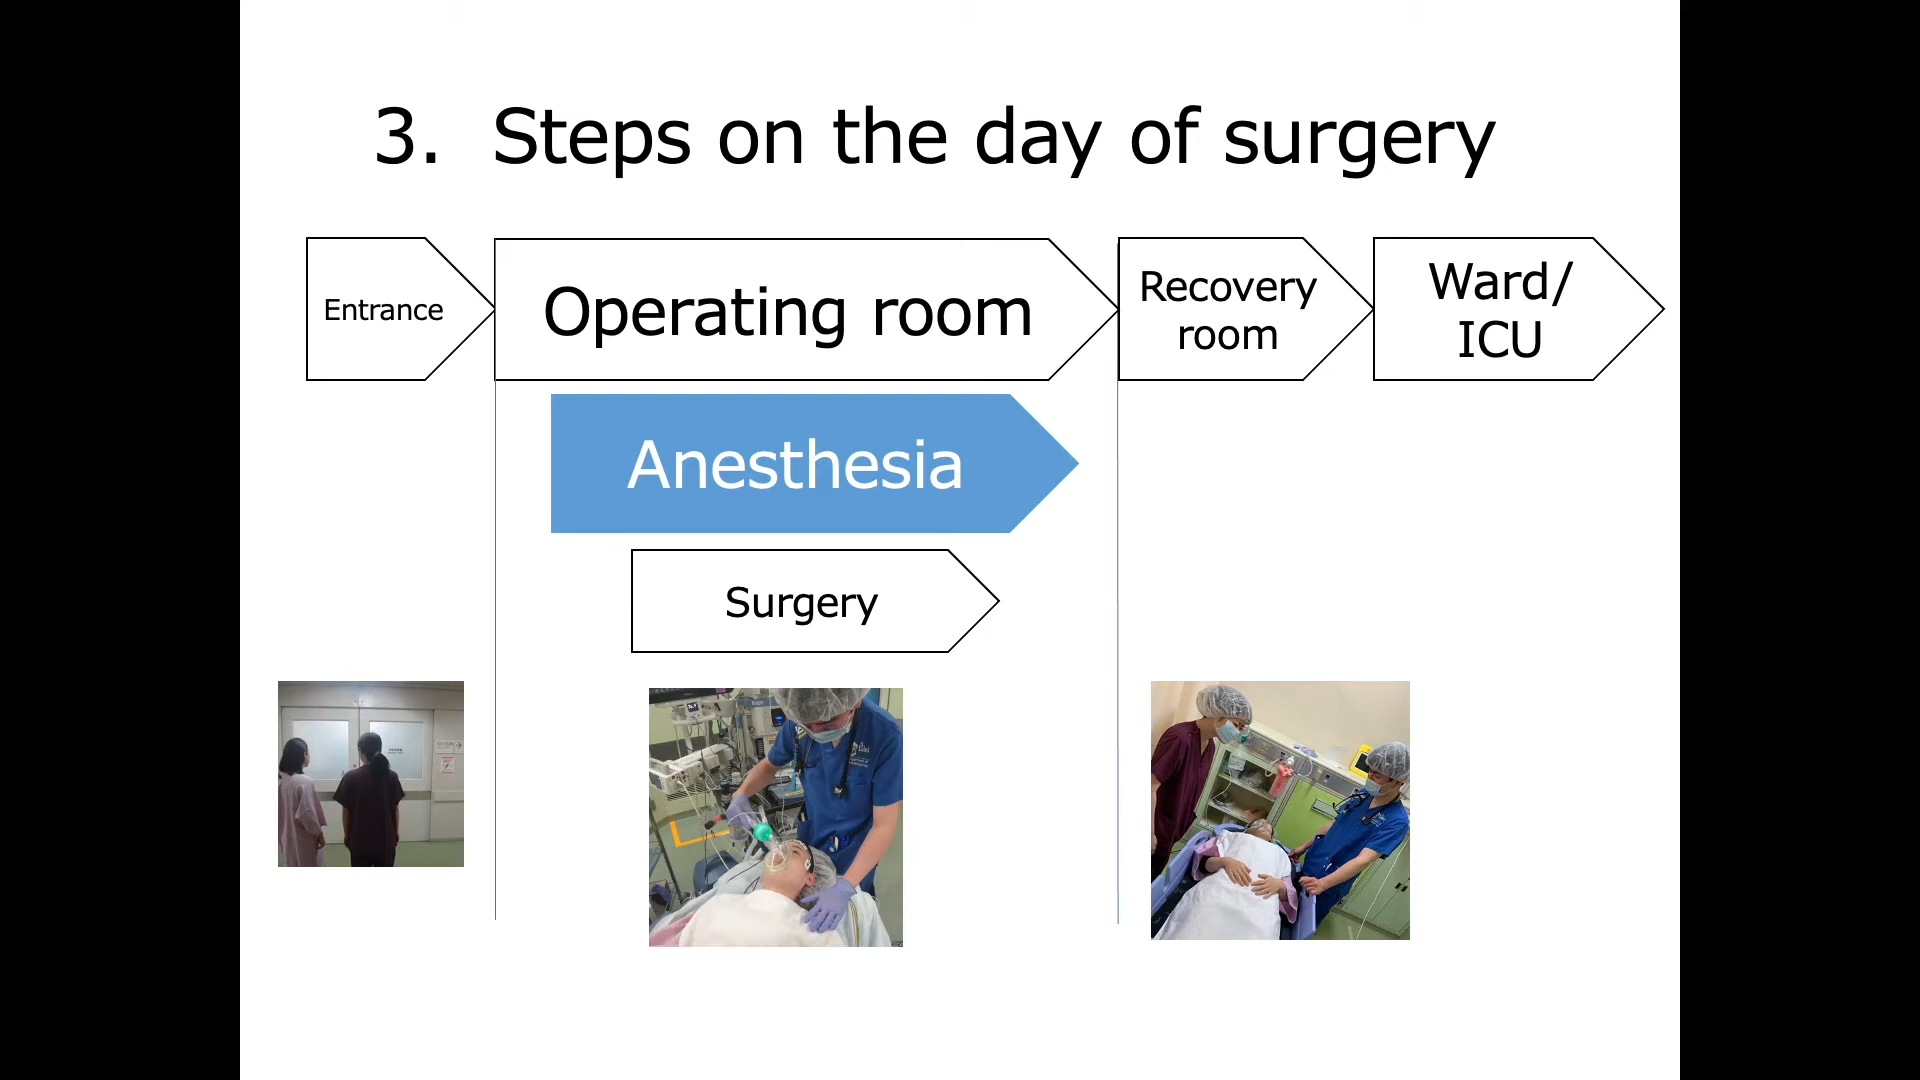 3. Steps on the day of surgery
Entrance
Operating room
Recovery
room
Ward/
ICU
Anesthesia
Surgery